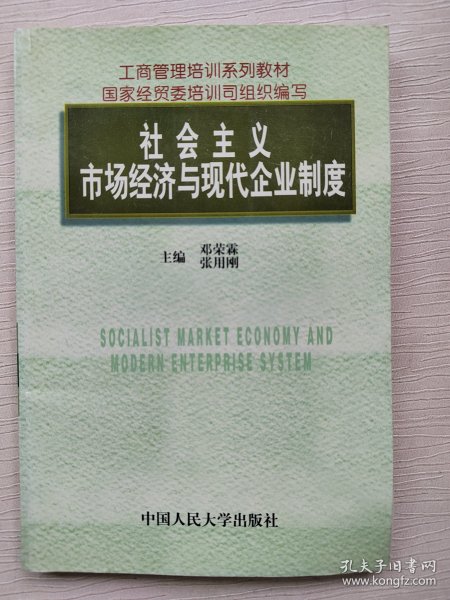 工商管理培训系列教材
国家经贸委培训司组织编写
社会主义
市场经济与现代企业制度
主编 邓荣霖
张用刚
SOCIALIST MARKET ECONOMY AND
MODERN ENTERPRISE SYSTEM
中国人民大学出版社
孔夫子旧书网
www.kongfz.com